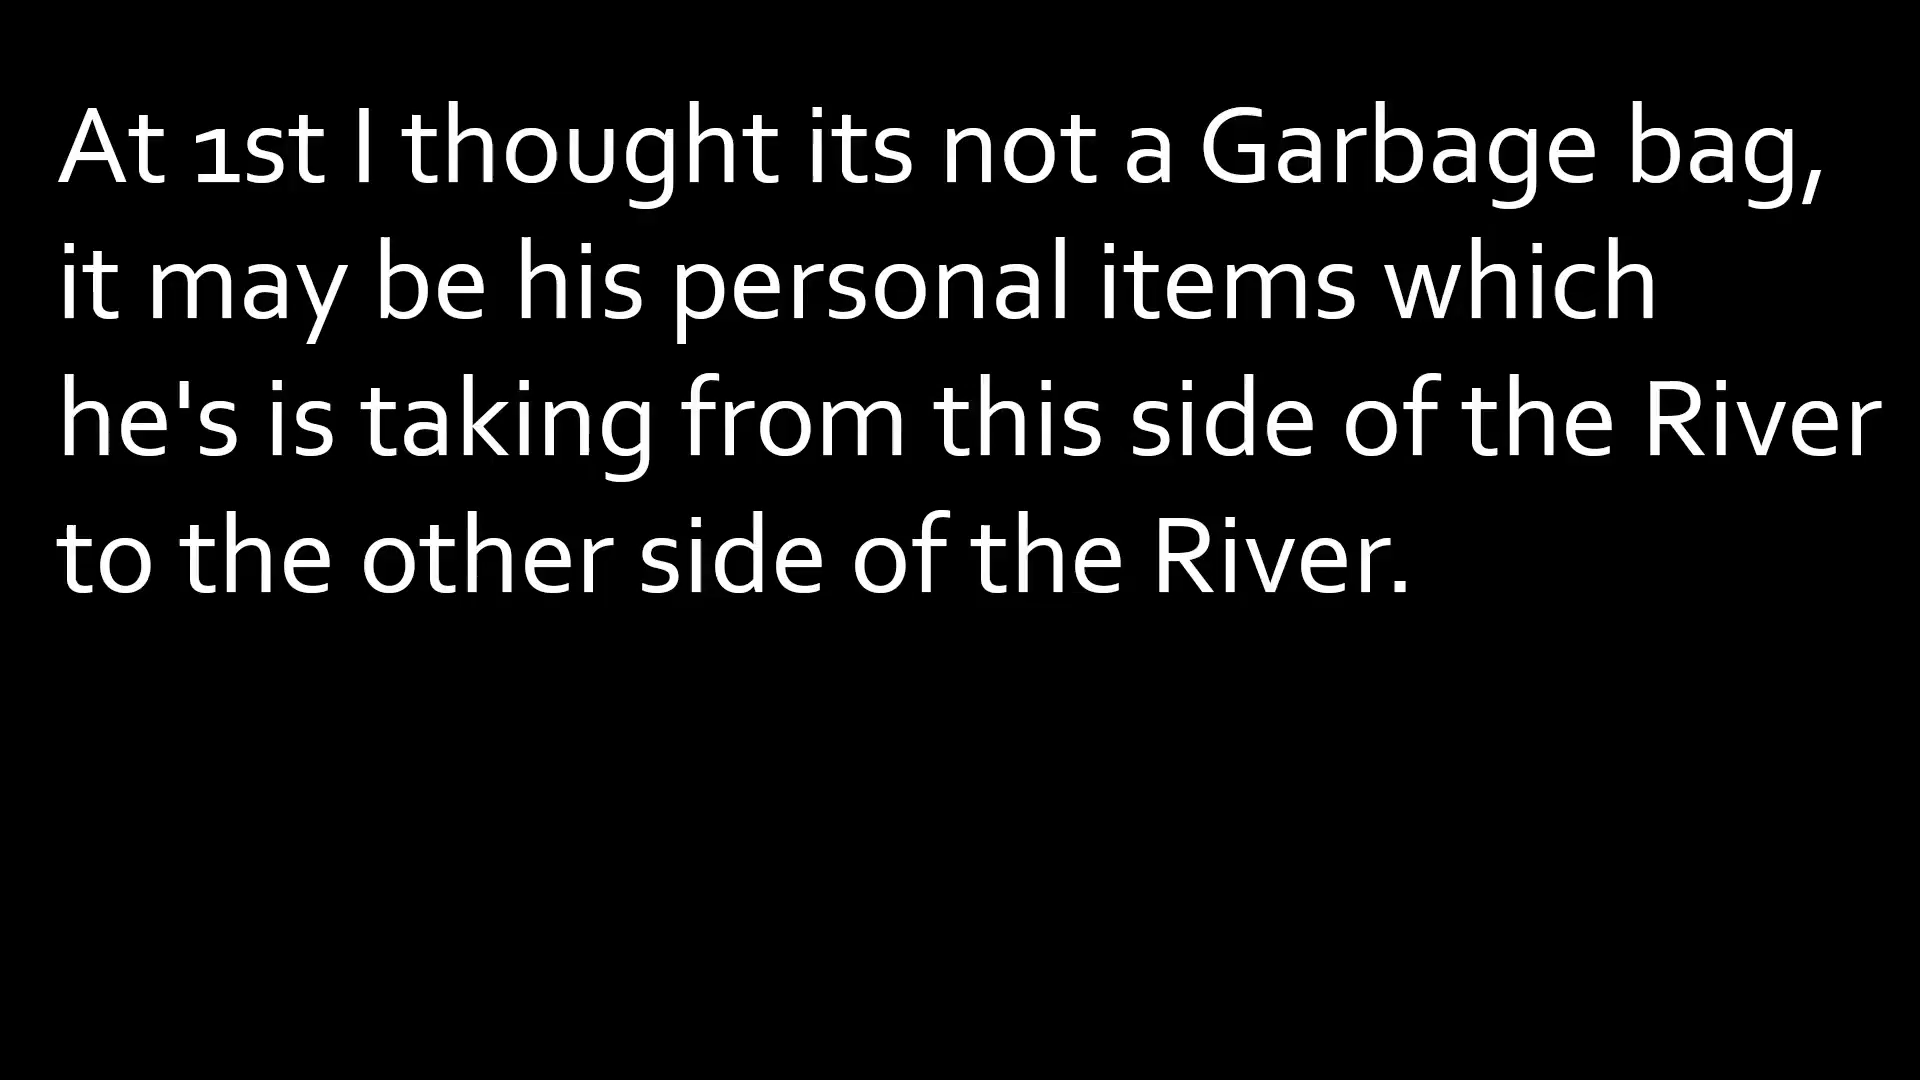 At 1st I thought its not a Garbage bag,
it may be his personal items which
he's is taking from this side of the River
to the other side of the River.